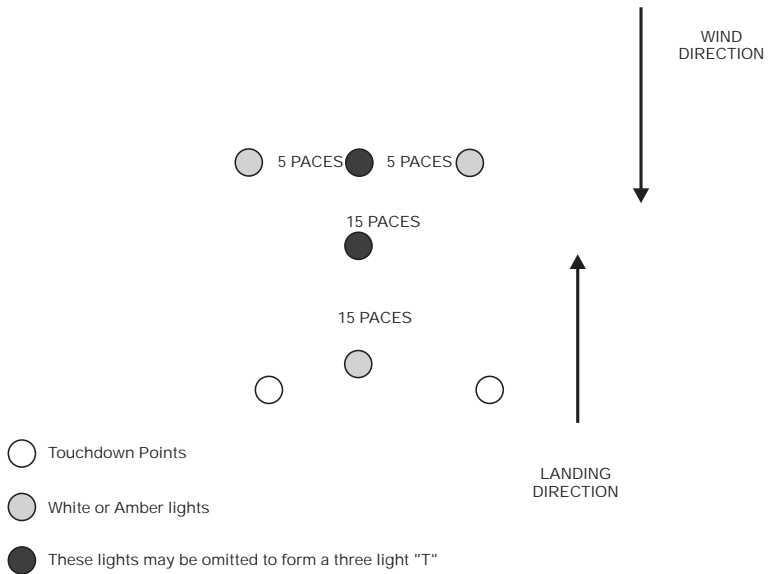 WIND
DIRECTION
5 PACES 5 PACES
15 PACES
15 PACES
Touchdown Points
LANDING
DIRECTION
White or Amber lights
These lights may be omitted to form a three light "T"